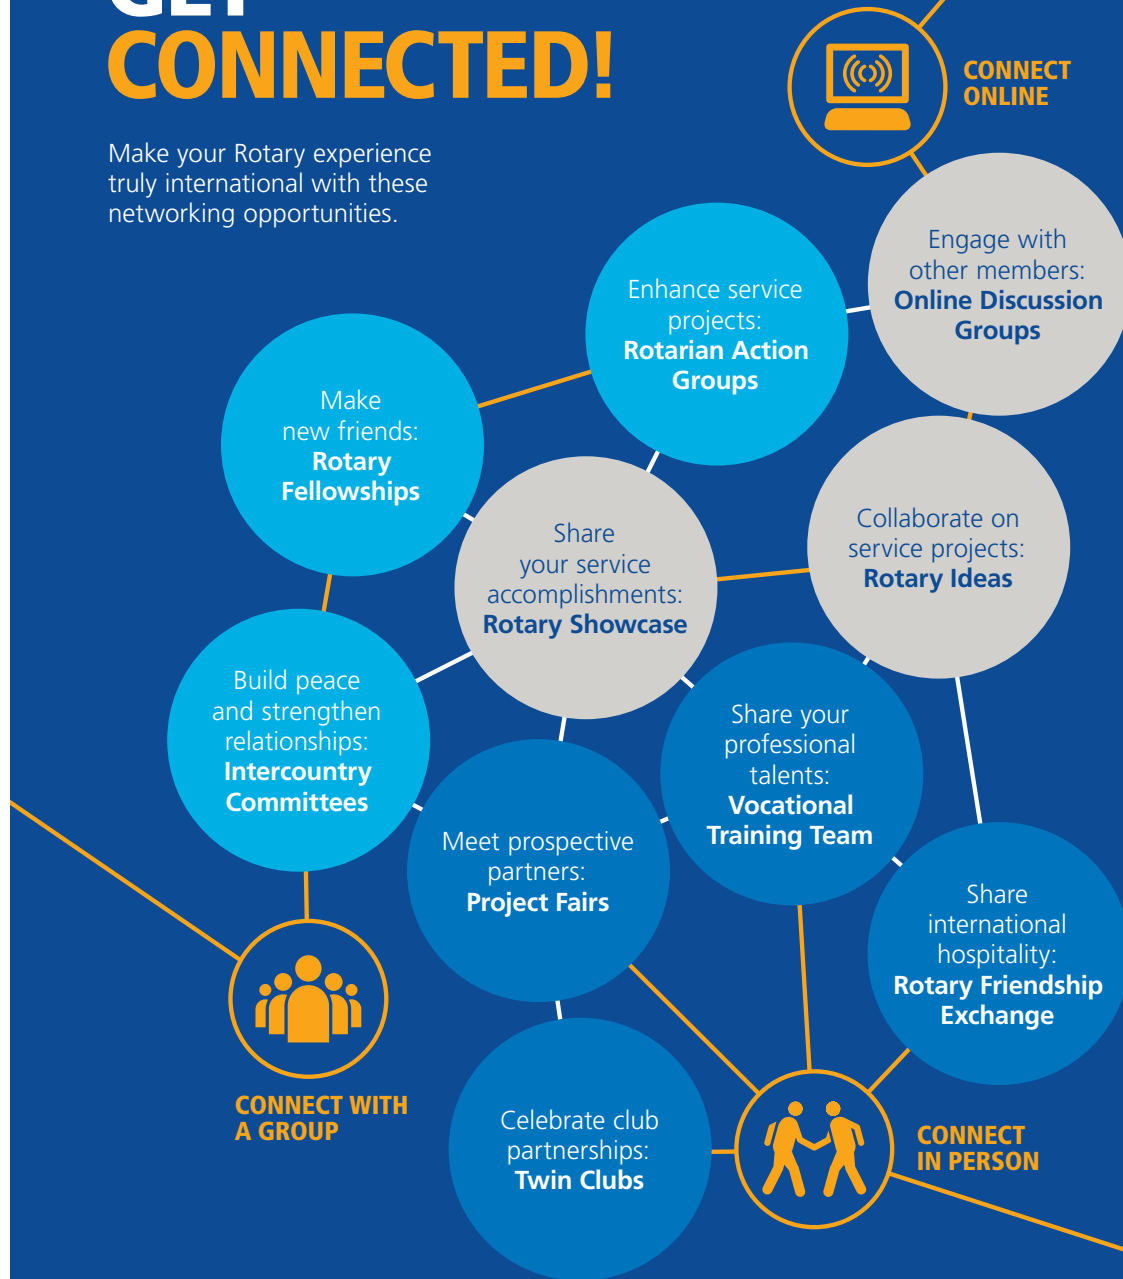 GET
CONNECTED!
Make your Rotary experience
truly international with these
networking opportunities.
CONNECT
ONLINE
Engage with
other members:
Online Discussion
Groups
Enhance service
projects:
Rotarian Action
Groups
Make
new friends:
Rotary
Fellowships
Share
your service
accomplishments:
Rotary Showcase
Collaborate on
service projects:
Rotary Ideas
Build peace
and strengthen
relationships:
Intercountry
Committees
Share your
professional
talents:
Vocational
Training Team
Meet prospective
partners:
Project Fairs
Share
international
hospitality:
Rotary Friendship
Exchange
CONNECT WITH
A GROUP
Celebrate club
partnerships:
Twin Clubs
CONNECT
IN PERSON